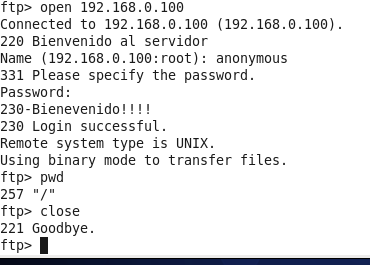 ftp> open 192.168.0.100
Connected to 192.168.0.100 (192.168.0.100).
220 Bienvenido al servidor
Name (192.168.0.100:root): anonymous
331 Please specify the password.
Password:
230-Bienevenido!!!!
230 Login successful.
Remote system type is UNIX.
Using binary mode to transfer files.
ftp> pwd
257 "/"
ftp> close
221 Goodbye.
ftp>